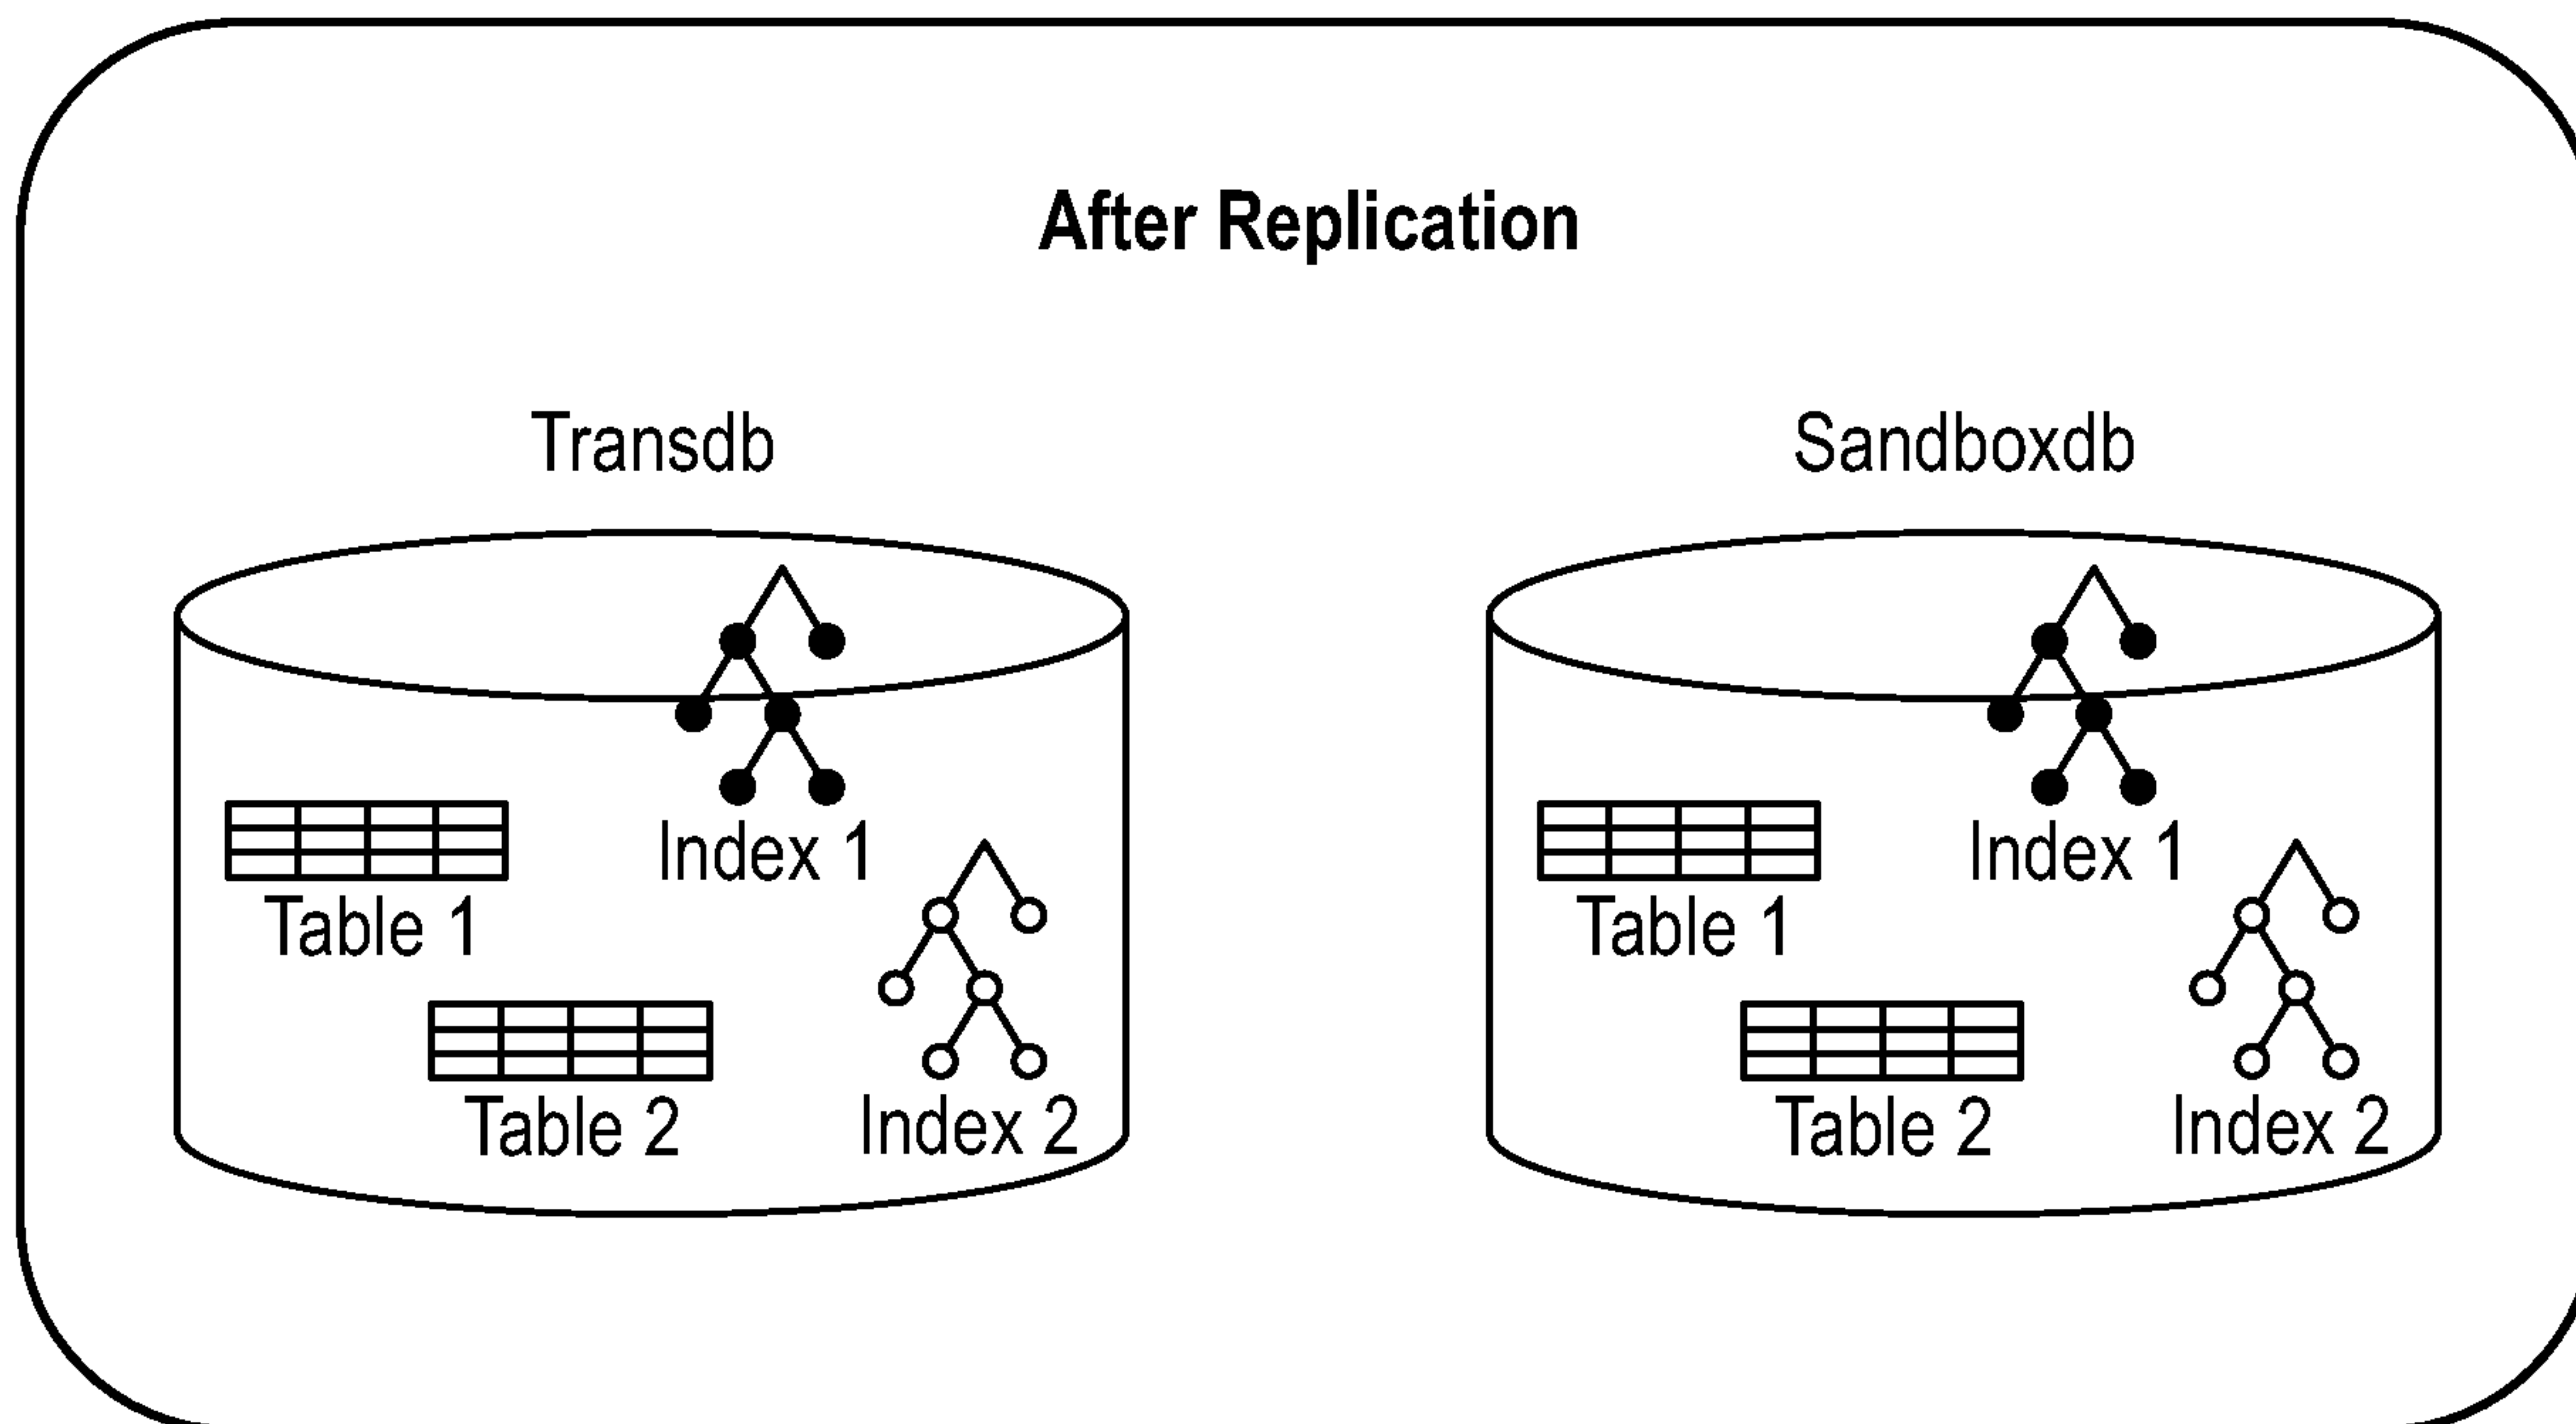 After Replication
Transdb
Sandboxdb
Index 1
Table 1
Table 2
Index 2
Index 1
Table 1
Table 2
Index 2